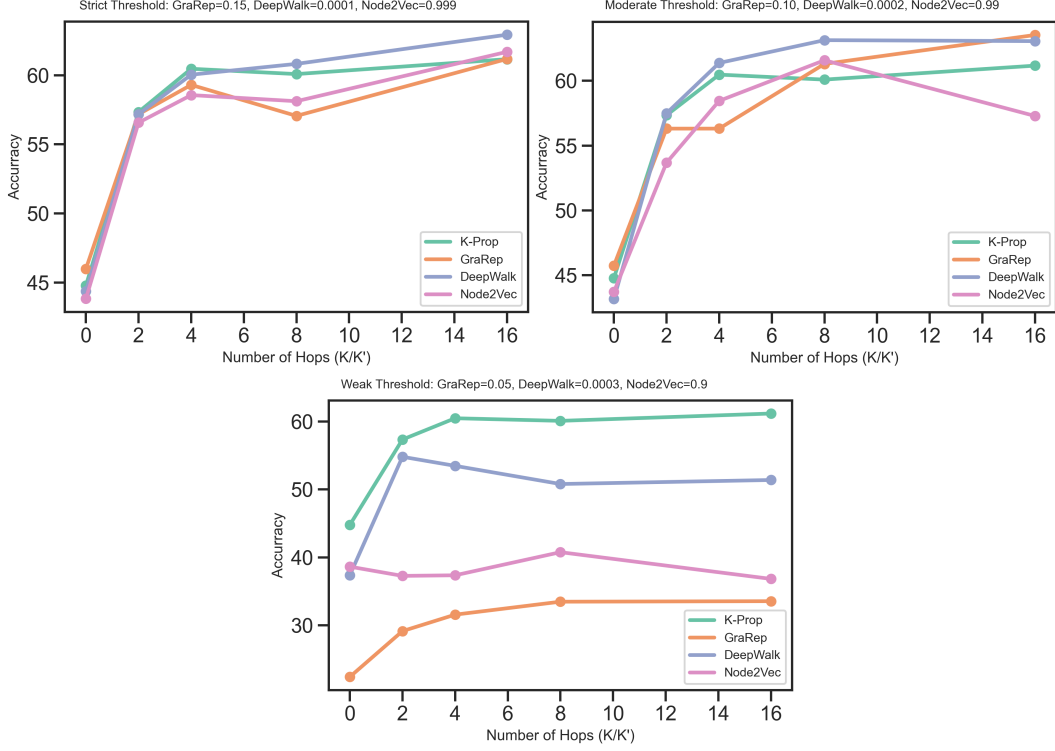 Strict Threshold: GraRep=0.15, DeepWalk=0.0001, Node2Vec=0.999
60
55
50
45
Accurracy
K-Prop
GraRep
DeepWalk
Node2Vec
0 2 4 6 8 10 12 14 16
Number of Hops (K/K')
Moderate Threshold: GraRep=0.10, DeepWalk=0.0002, Node2Vec=0.99
60
55
50
45
Accurracy
K-Prop
GraRep
DeepWalk
Node2Vec
0 2 4 6 8 10 12 14 16
Number of Hops (K/K')
Weak Threshold: GraRep=0.05, DeepWalk=0.0003, Node2Vec=0.9
60
50
40
30
Accurracy
K-Prop
GraRep
DeepWalk
Node2Vec
0 2 4 6 8 10 12 14 16
Number of Hops (K/K')